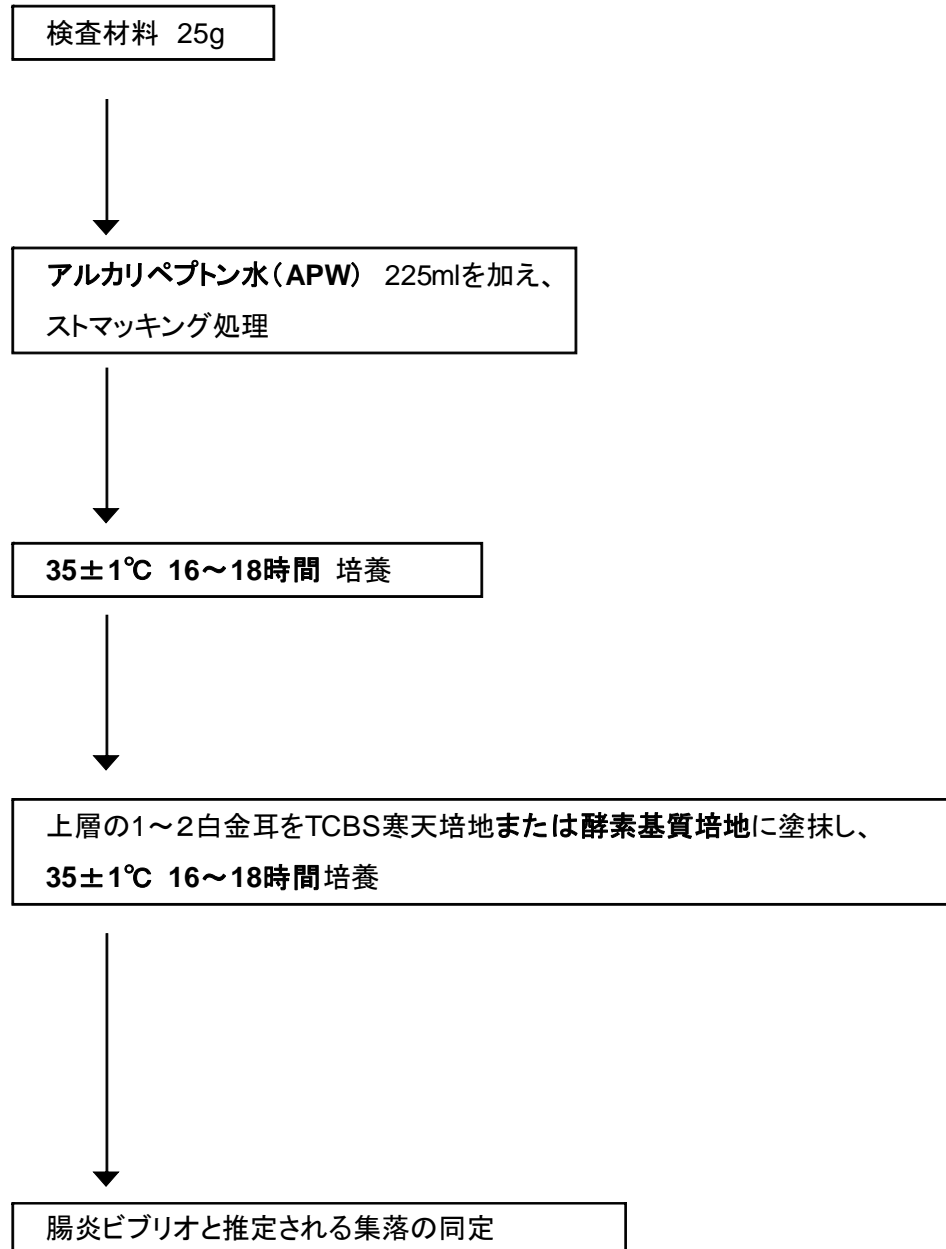 検査材料 25g
アルカリペプトン水(APW) 225mlを加え、
ストマッキング処理
35±1℃ 16～18時間 培養
上層の1～2白金耳をTCBS寒天培地または酵素基質培地に塗抹し、
35±1℃ 16～18時間培養
腸炎ビブリオと推定される集落の同定